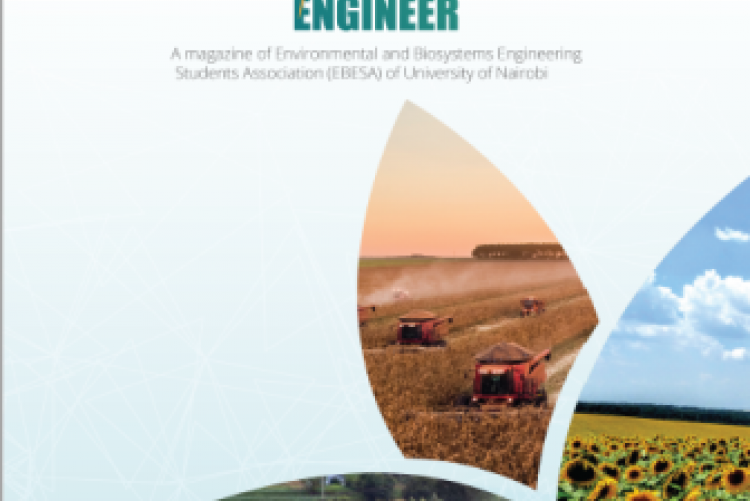 ENGINEER
A magazine of Environmental and Biosystems Engineering
Students Association (EBESA) of University of Nairobi